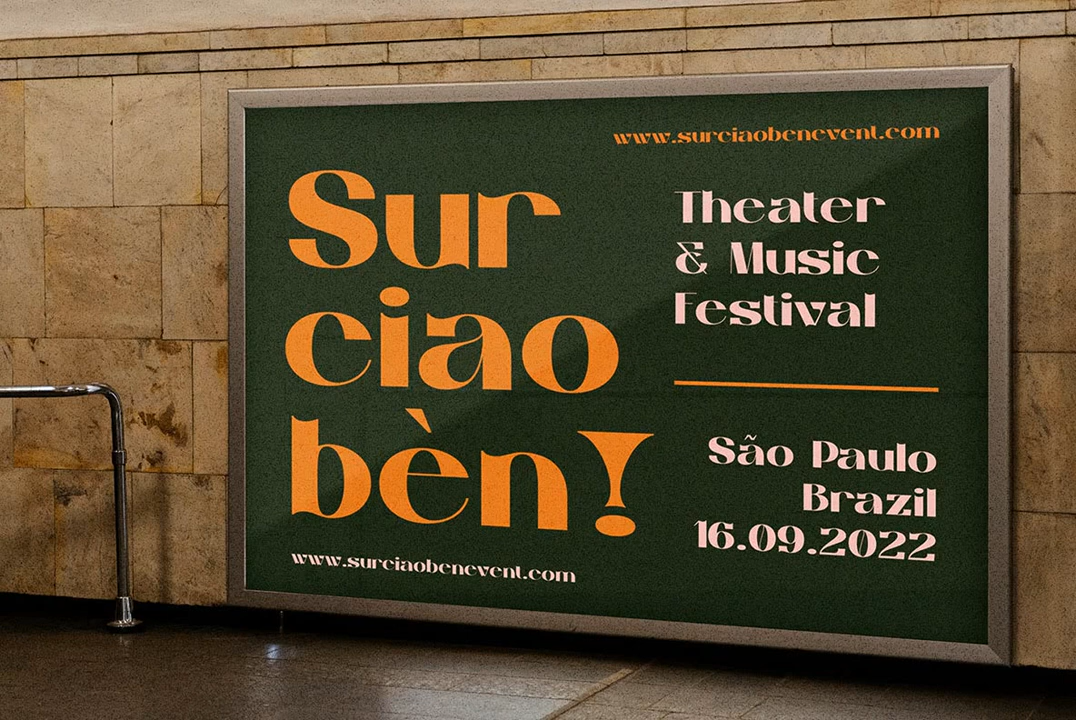 www.surciaobenevent.com
Sur
ciao
bèn!
www.surciaobenevent.com
Theater
& Music
Festival
São Paulo
Brazil
16.09.2022